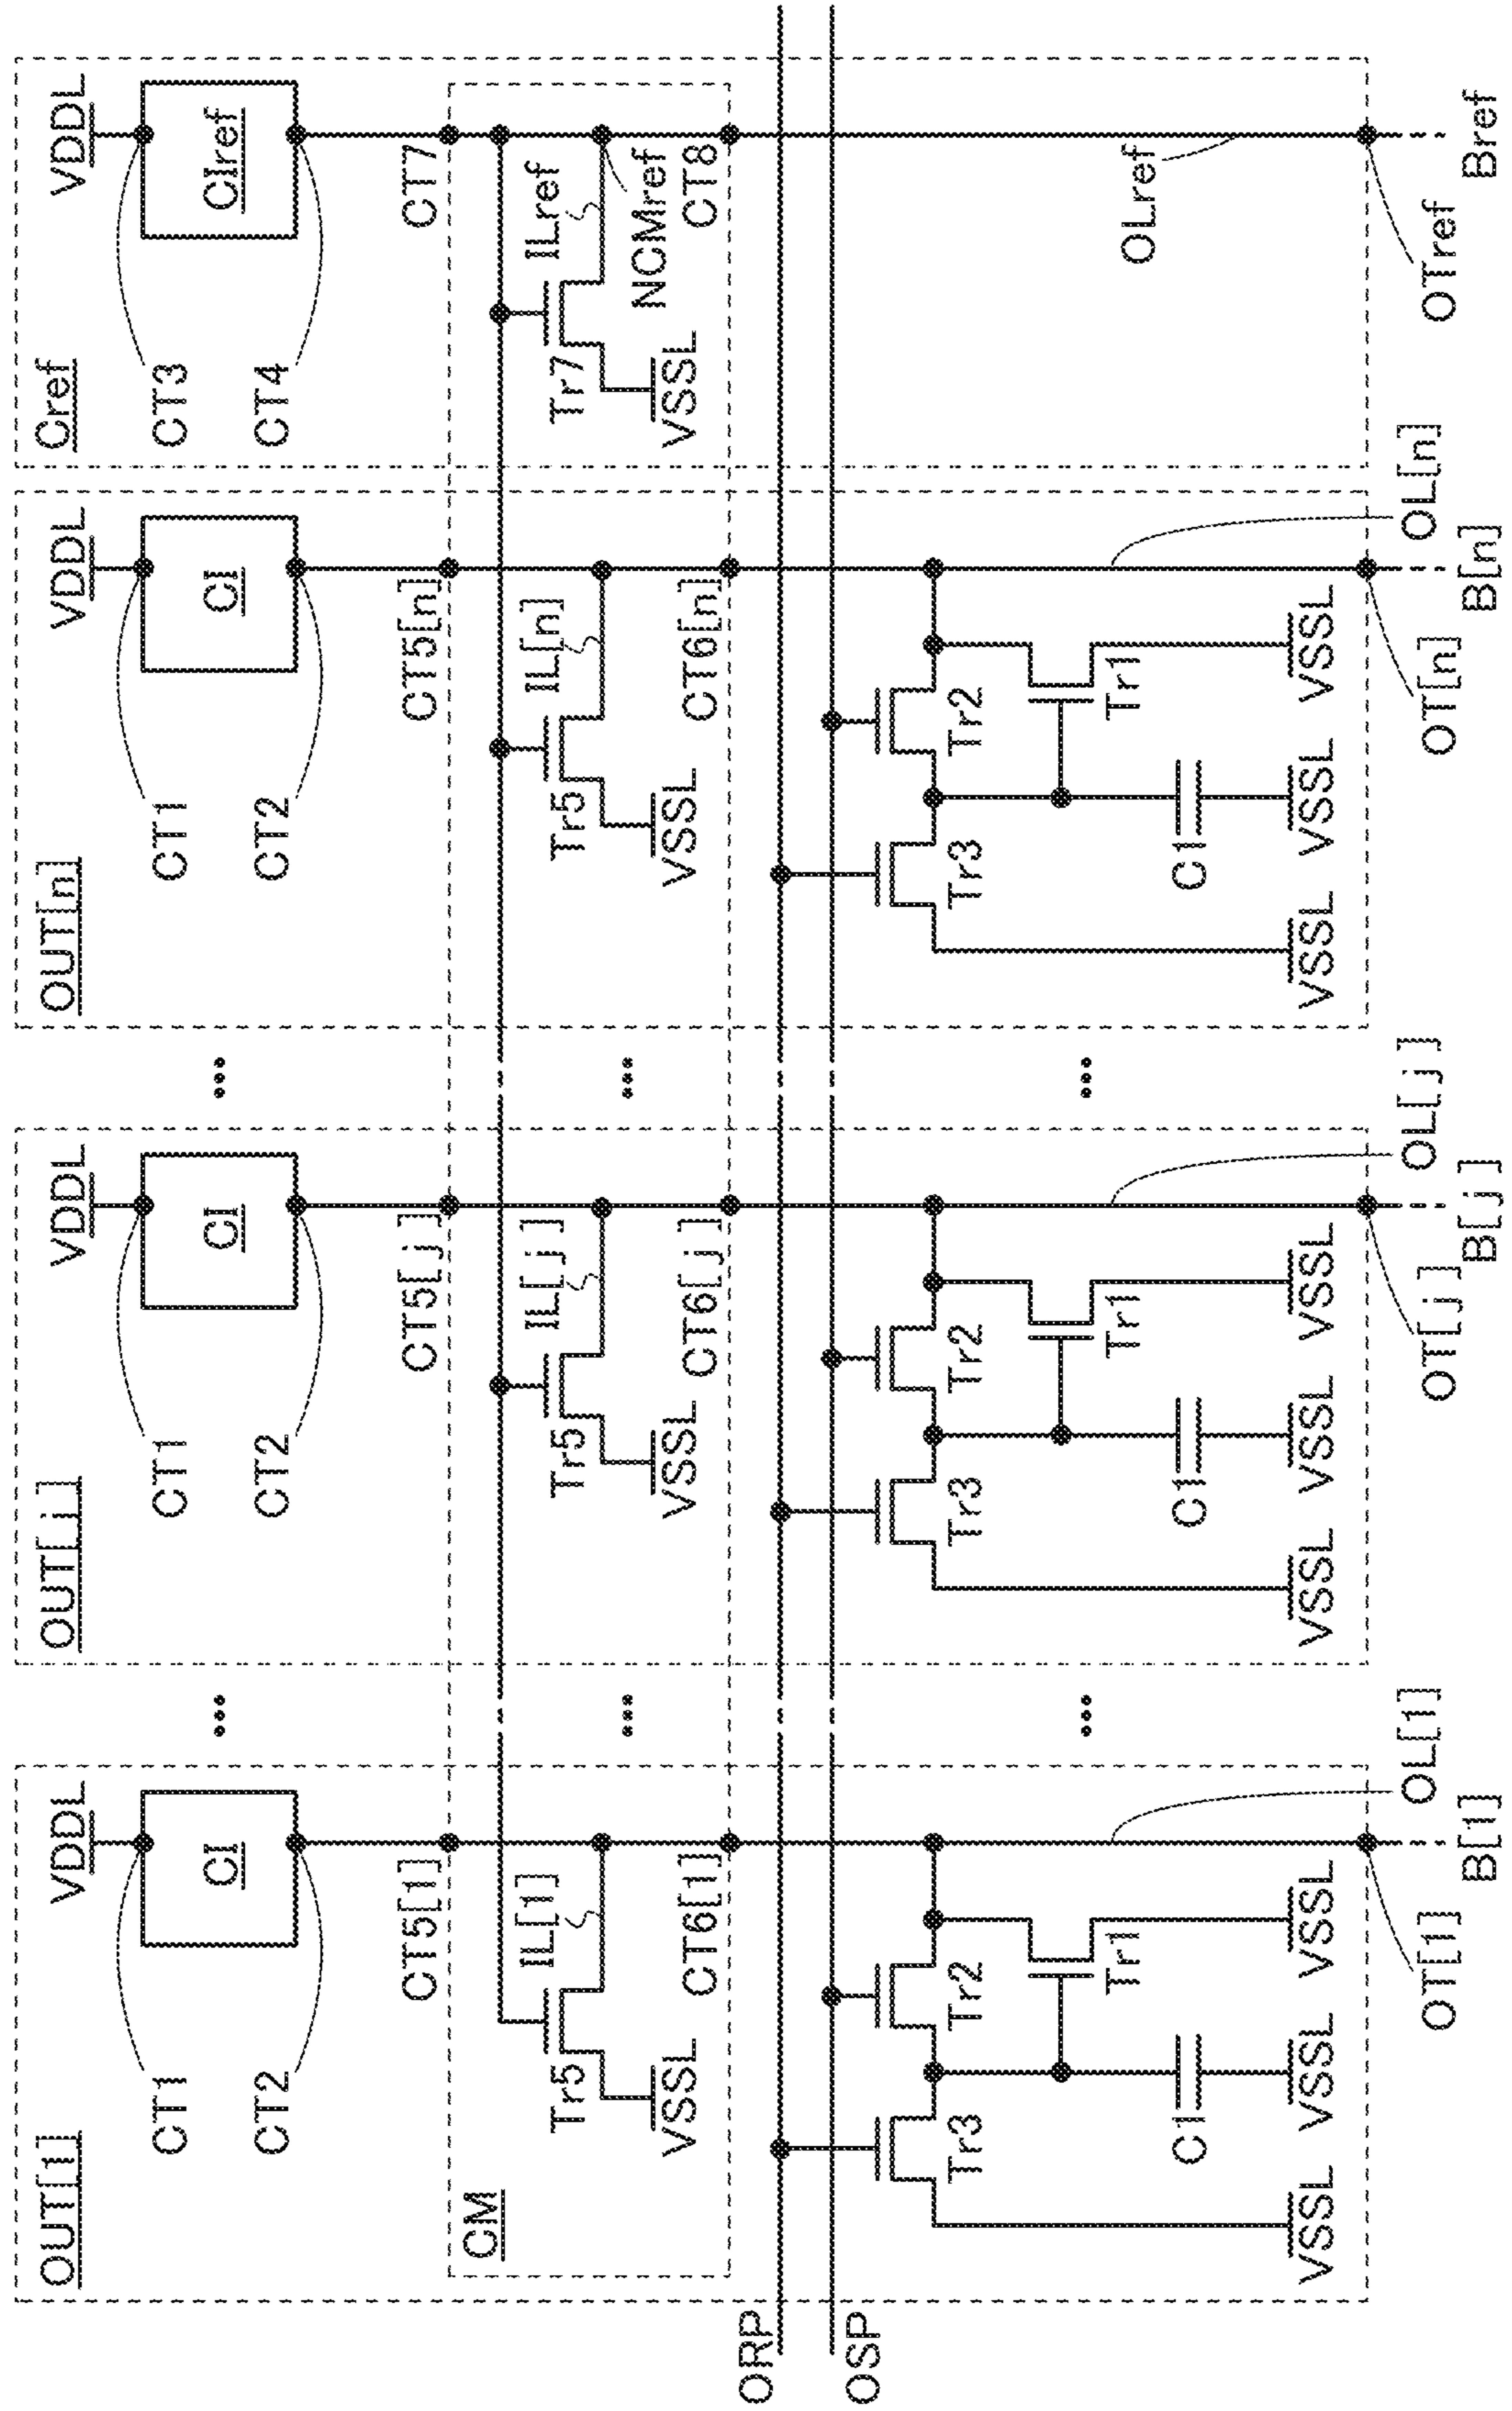 OUT[1]
VDDL
CI
CT1
CT2
CT5[1]
CM
IL[1]
Tr5
VSSL
CT6[1]
ORP
OSP
Tr3
Tr2
Tr1
C1
VSSL
VSSL
VSSL
OL[1]
OT[1]
B[1]
...
...
...
OUT[j]
VDDL
CI
CT1
CT2
CT5[j]
IL[j]
Tr5
VSSL
CT6[j]
Tr3
Tr2
Tr1
C1
VSSL
VSSL
VSSL
OL[j]
OT[j]
B[j]
...
...
...
OUT[n]
VDDL
CI
CT1
CT2
CT5[n]
IL[n]
Tr5
VSSL
CT6[n]
Tr3
Tr2
Tr1
C1
VSSL
VSSL
VSSL
OL[n]
OT[n]
B[n]
Cref
VDDL
CIref
CT3
CT4
CT7
ILref
Tr7
NCMref
VSSL
CT8
OLref
OTref
Bref